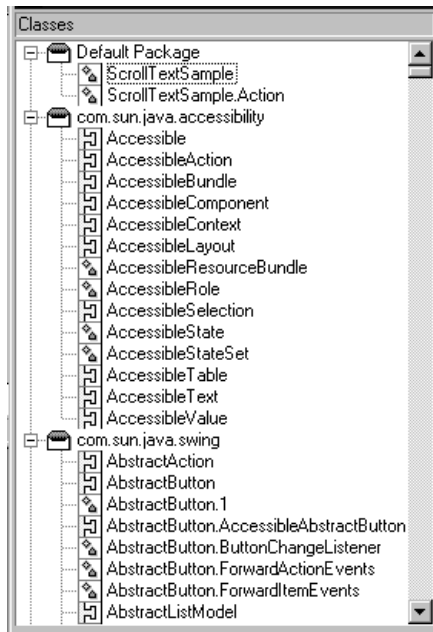 Classes
Default Package
ScrollTextSample
ScrollTextSample.Action
com.sun.java.accessibility
Accessible
AccessibleAction
AccessibleBundle
AccessibleComponent
AccessibleContext
AccessibleLayout
AccessibleResourceBundle
AccessibleRole
AccessibleSelection
AccessibleState
AccessibleStateSet
AccessibleTable
AccessibleText
AccessibleValue
com.sun.java.swing
AbstractAction
AbstractButton
AbstractButton.1
AbstractButton.AccessibleAbstractButton
AbstractButton.ButtonChangeListener
AbstractButton.ForwardActionEvents
AbstractButton.ForwardItemEvents
AbstractListModel